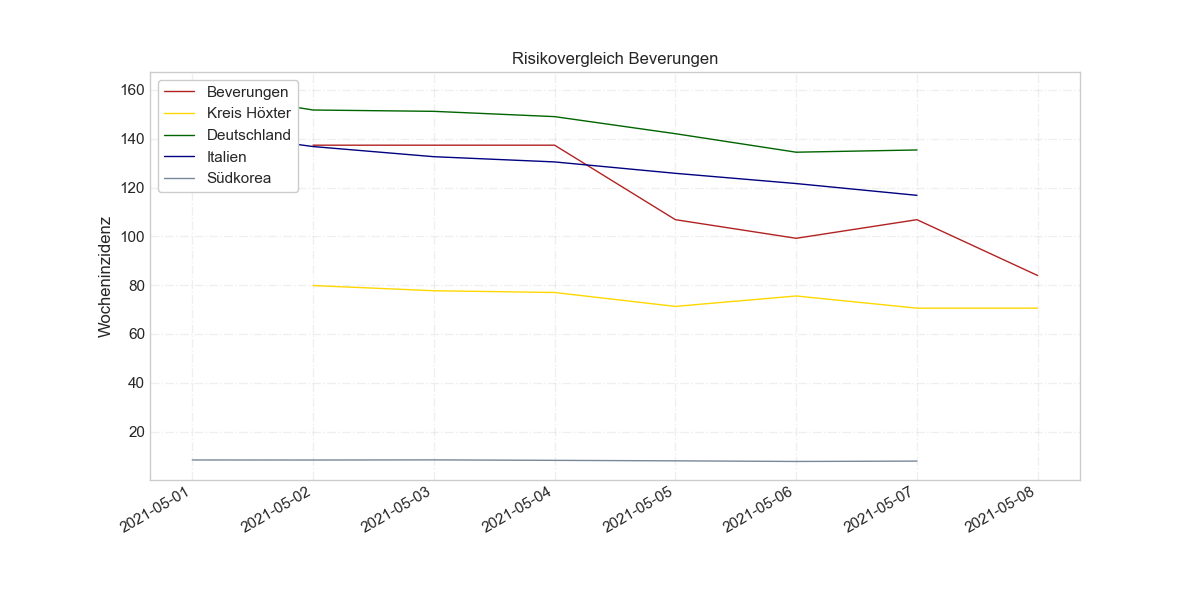 Risikovergleich Beverungen
Beverungen
Kreis Höxter
Deutschland
Italien
Südkorea
Wocheninzidenz
160
140
120
100
80
60
40
20
2021-05-01
2021-05-02
2021-05-03
2021-05-04
2021-05-05
2021-05-06
2021-05-07
2021-05-08